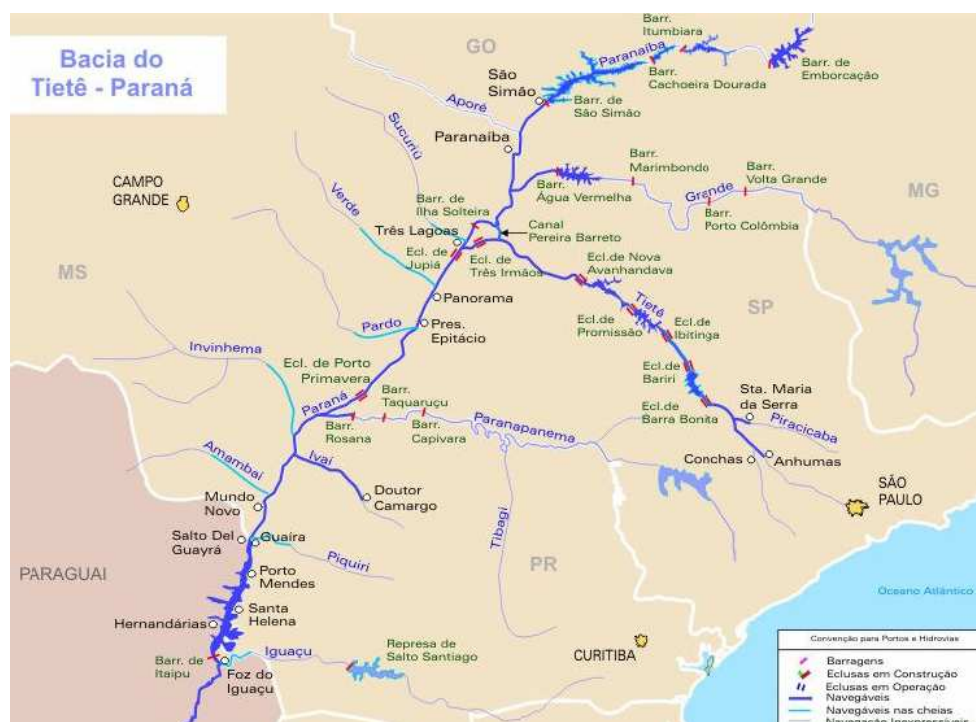 Bacia do
Tietê - Paraná
GO
Barr.
Itumbiara
Paranaíba
Barr. de
Emborcação
Barr.
Cachoeira Dourada
São
Simão
Barr. de
São Simão
Aporé
Sucuriú
Paranaíba
Verde
CAMPO
GRANDE
Barr.
Marimbondo
Barr.
Volta Grande
Grande
MG
Barr.
Água Vermelha
Barr.
Porto Colômbia
Barr. de
Ilha Solteira
Canal
Pereira Barreto
Três Lagoas
Ecl. de
Jupiá
Ecl. de
Três Irmãos
Ecl.de Nova
Avanhandava
MS
Panorama
Tietê
SP
Pardo
Pres.
Epitácio
Ecl. de
Promissão
Ecl.de
Ibitinga
Invinhema
Ecl. de Porto
Primavera
Ecl.de
Bariri
Paraná
Barr.
Taquaruçu
Sta. Maria
da Serra
Barr.
Rosana
Barr.
Capivara
Paranapanema
Ecl.de
Barra Bonita
Piracicaba
Amambaí
Ivaí
Conchas
Anhumas
Mundo
Novo
Doutor
Camargo
SÃO
PAULO
Salto Del
Guayrá
Guaíra
Tibagi
Piquiri
PARAGUAI
Porto
Mendes
PR
Oceano Atlântico
Santa
Helena
Hernandárias
Represa de
Salto Santiago
CURITIBA
Iguaçu
Barr. de
Itaipu
Foz do
Iguaçu
Convenção para Portos e Hidrovias
Barragens
Eclusas em Construção
Eclusas em Operação
Navegáveis
Navegáveis nas cheias
Navegação Inexpressíveis